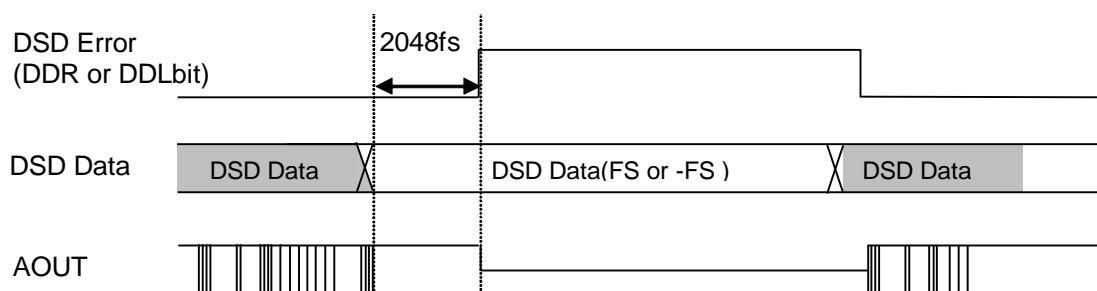 DSD Error
(DDR or DDLbit)
2048fs
DSD Data
DSD Data
DSD Data(FS or -FS )
DSD Data
AOUT